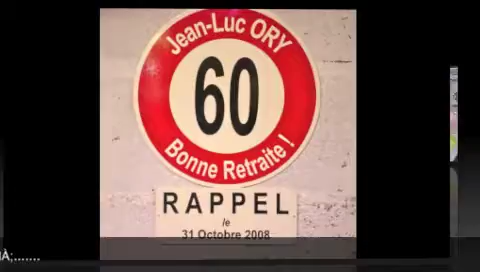 Jean-Luc ORY
60
Bonne Retraite !
RAPPEL
le
31 Octobre 2008
À;.......